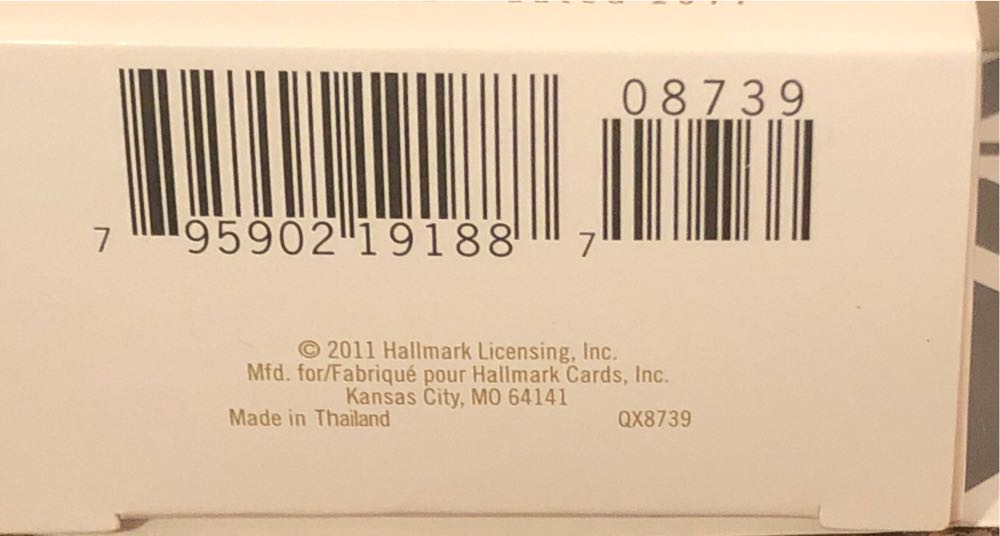 08739
7 95902 19188 7
© 2011 Hallmark Licensing, Inc.
Mfd. for/Fabriqué pour Hallmark Cards, Inc.
Kansas City, MO 64141
Made in Thailand QX8739